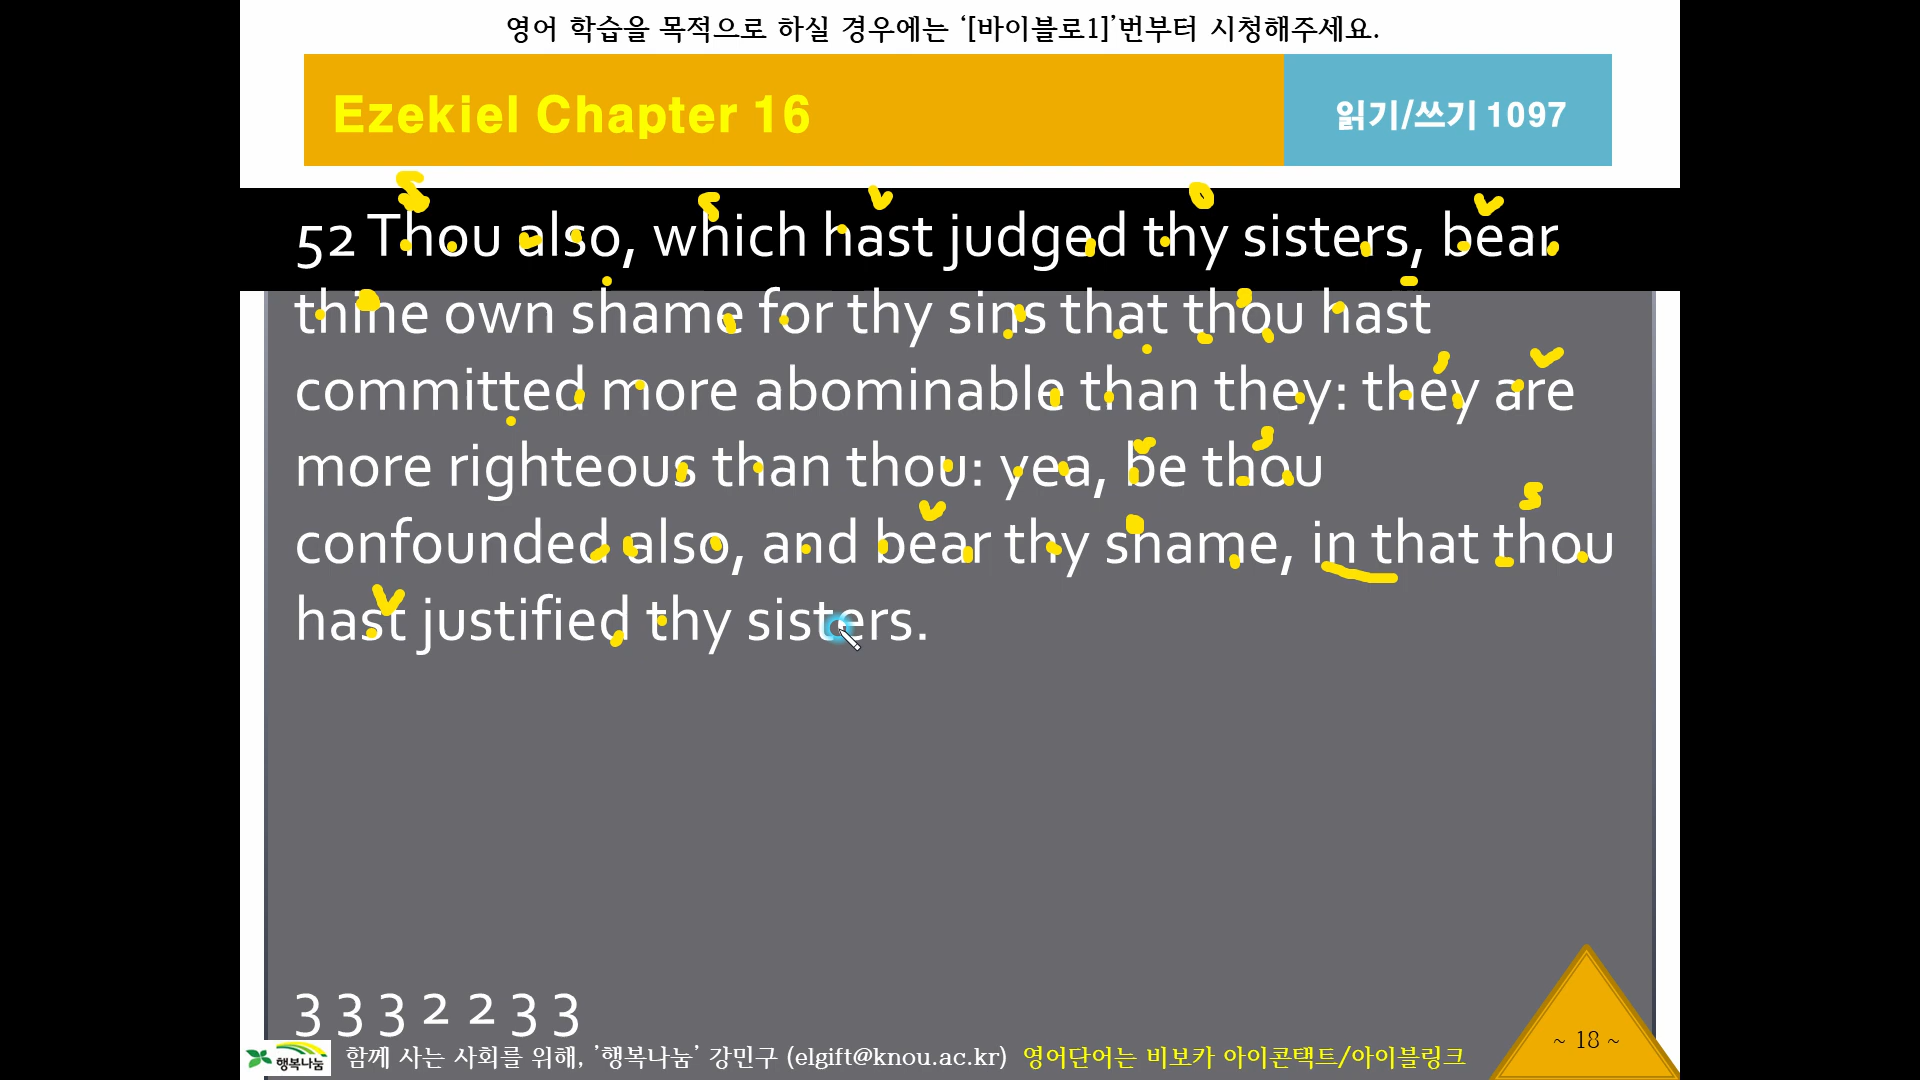 영어 학습을 목적으로 하실 경우에는 ‘[바이블로1]’번부터 시청해주세요.
Ezekiel Chapter 16
읽기/쓰기 1097
52 Thou also, which hast judged thy sisters, bear
thine own shame for thy sins that thou hast
committed more abominable than they: they are
more righteous than thou: yea, be thou
confounded also, and bear thy shame, in that thou
hast justified thy sisters.
3 3 3 2 2 3 3
행복나눔 함께 사는 사회를 위해, ’행복나눔’ 강민구 (elgift@knou.ac.kr) 영어단어는 비보카 아이콘택트/아이블링크
~ 18 ~